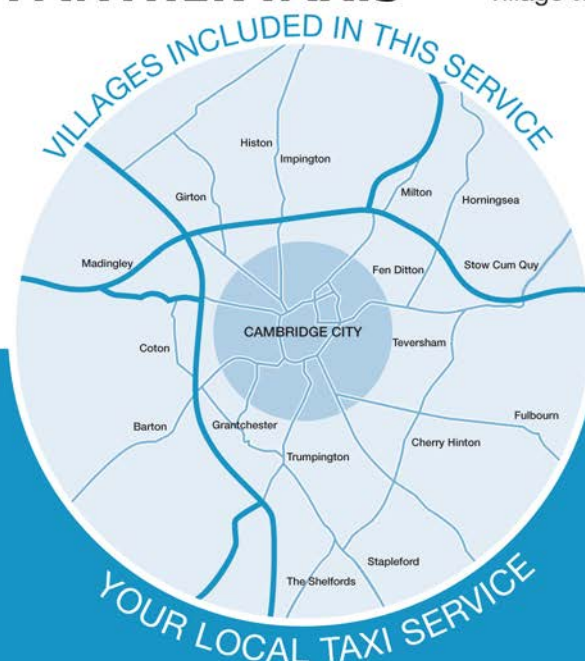 VILLAGES INCLUDED IN THIS SERVICE
Histon
Impington
Girton
Milton
Horningsea
Madingley
Fen Ditton
Stow Cum Quy
CAMBRIDGE CITY
Coton
Teversham
Barton
Grantchester
Fulbourn
Cherry Hinton
Trumpington
Stapleford
The Shelfords
YOUR LOCAL TAXI SERVICE